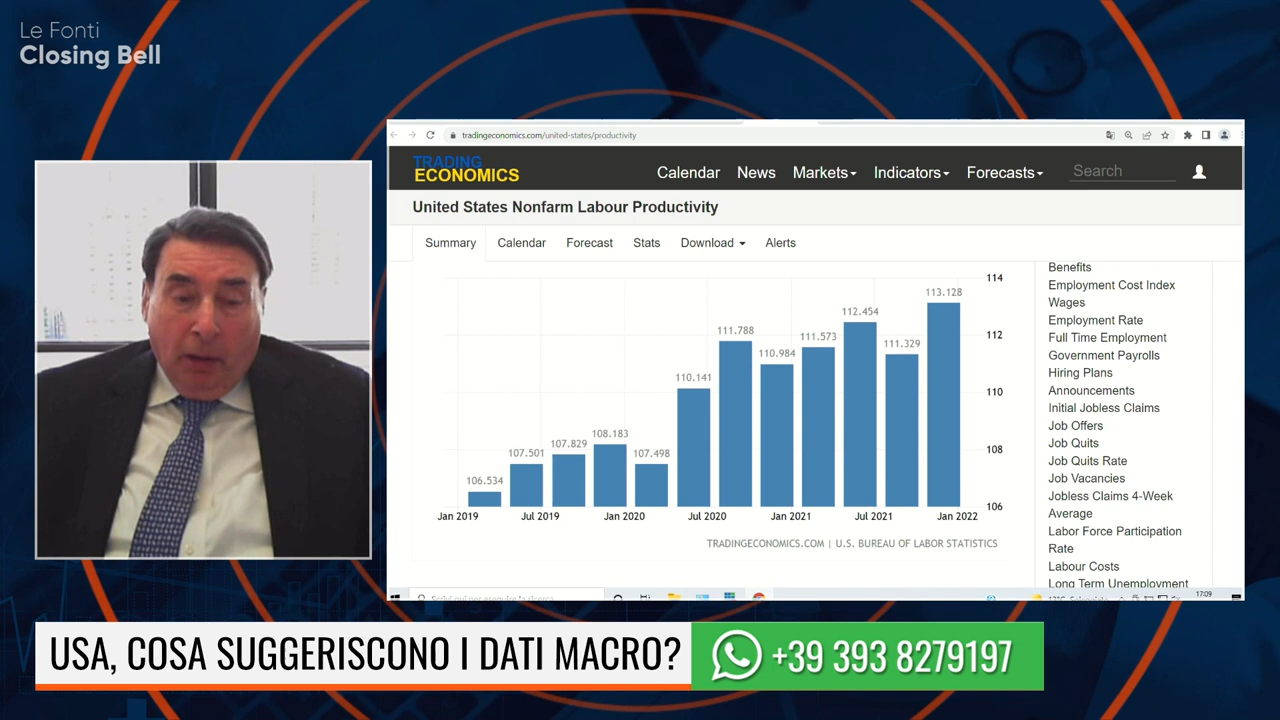 Le Fonti
Closing Bell
tradingeconomics.com/united-states/productivity
TRADING
ECONOMICS
Calendar News Markets Indicators Forecasts Search
United States Nonfarm Labour Productivity
Summary Calendar Forecast Stats Download Alerts
114
112
110
108
106
106.534
107.501
107.829
108.183
107.498
110.141
111.788
110.984
111.573
112.454
111.329
113.128
Jan 2019 Jul 2019 Jan 2020 Jul 2020 Jan 2021 Jul 2021 Jan 2022
TRADINGECONOMICS.COM | U.S. BUREAU OF LABOR STATISTICS
Benefits
Employment Cost Index
Wages
Employment Rate
Full Time Employment
Government Payrolls
Hiring Plans
Announcements
Initial Jobless Claims
Job Offers
Job Quits
Job Quits Rate
Job Vacancies
Jobless Claims 4-Week
Average
Labor Force Participation
Rate
Labour Costs
Long Term Unemployment
17:09
USA, COSA SUGGERISCONO I DATI MACRO?
+39 393 8279197